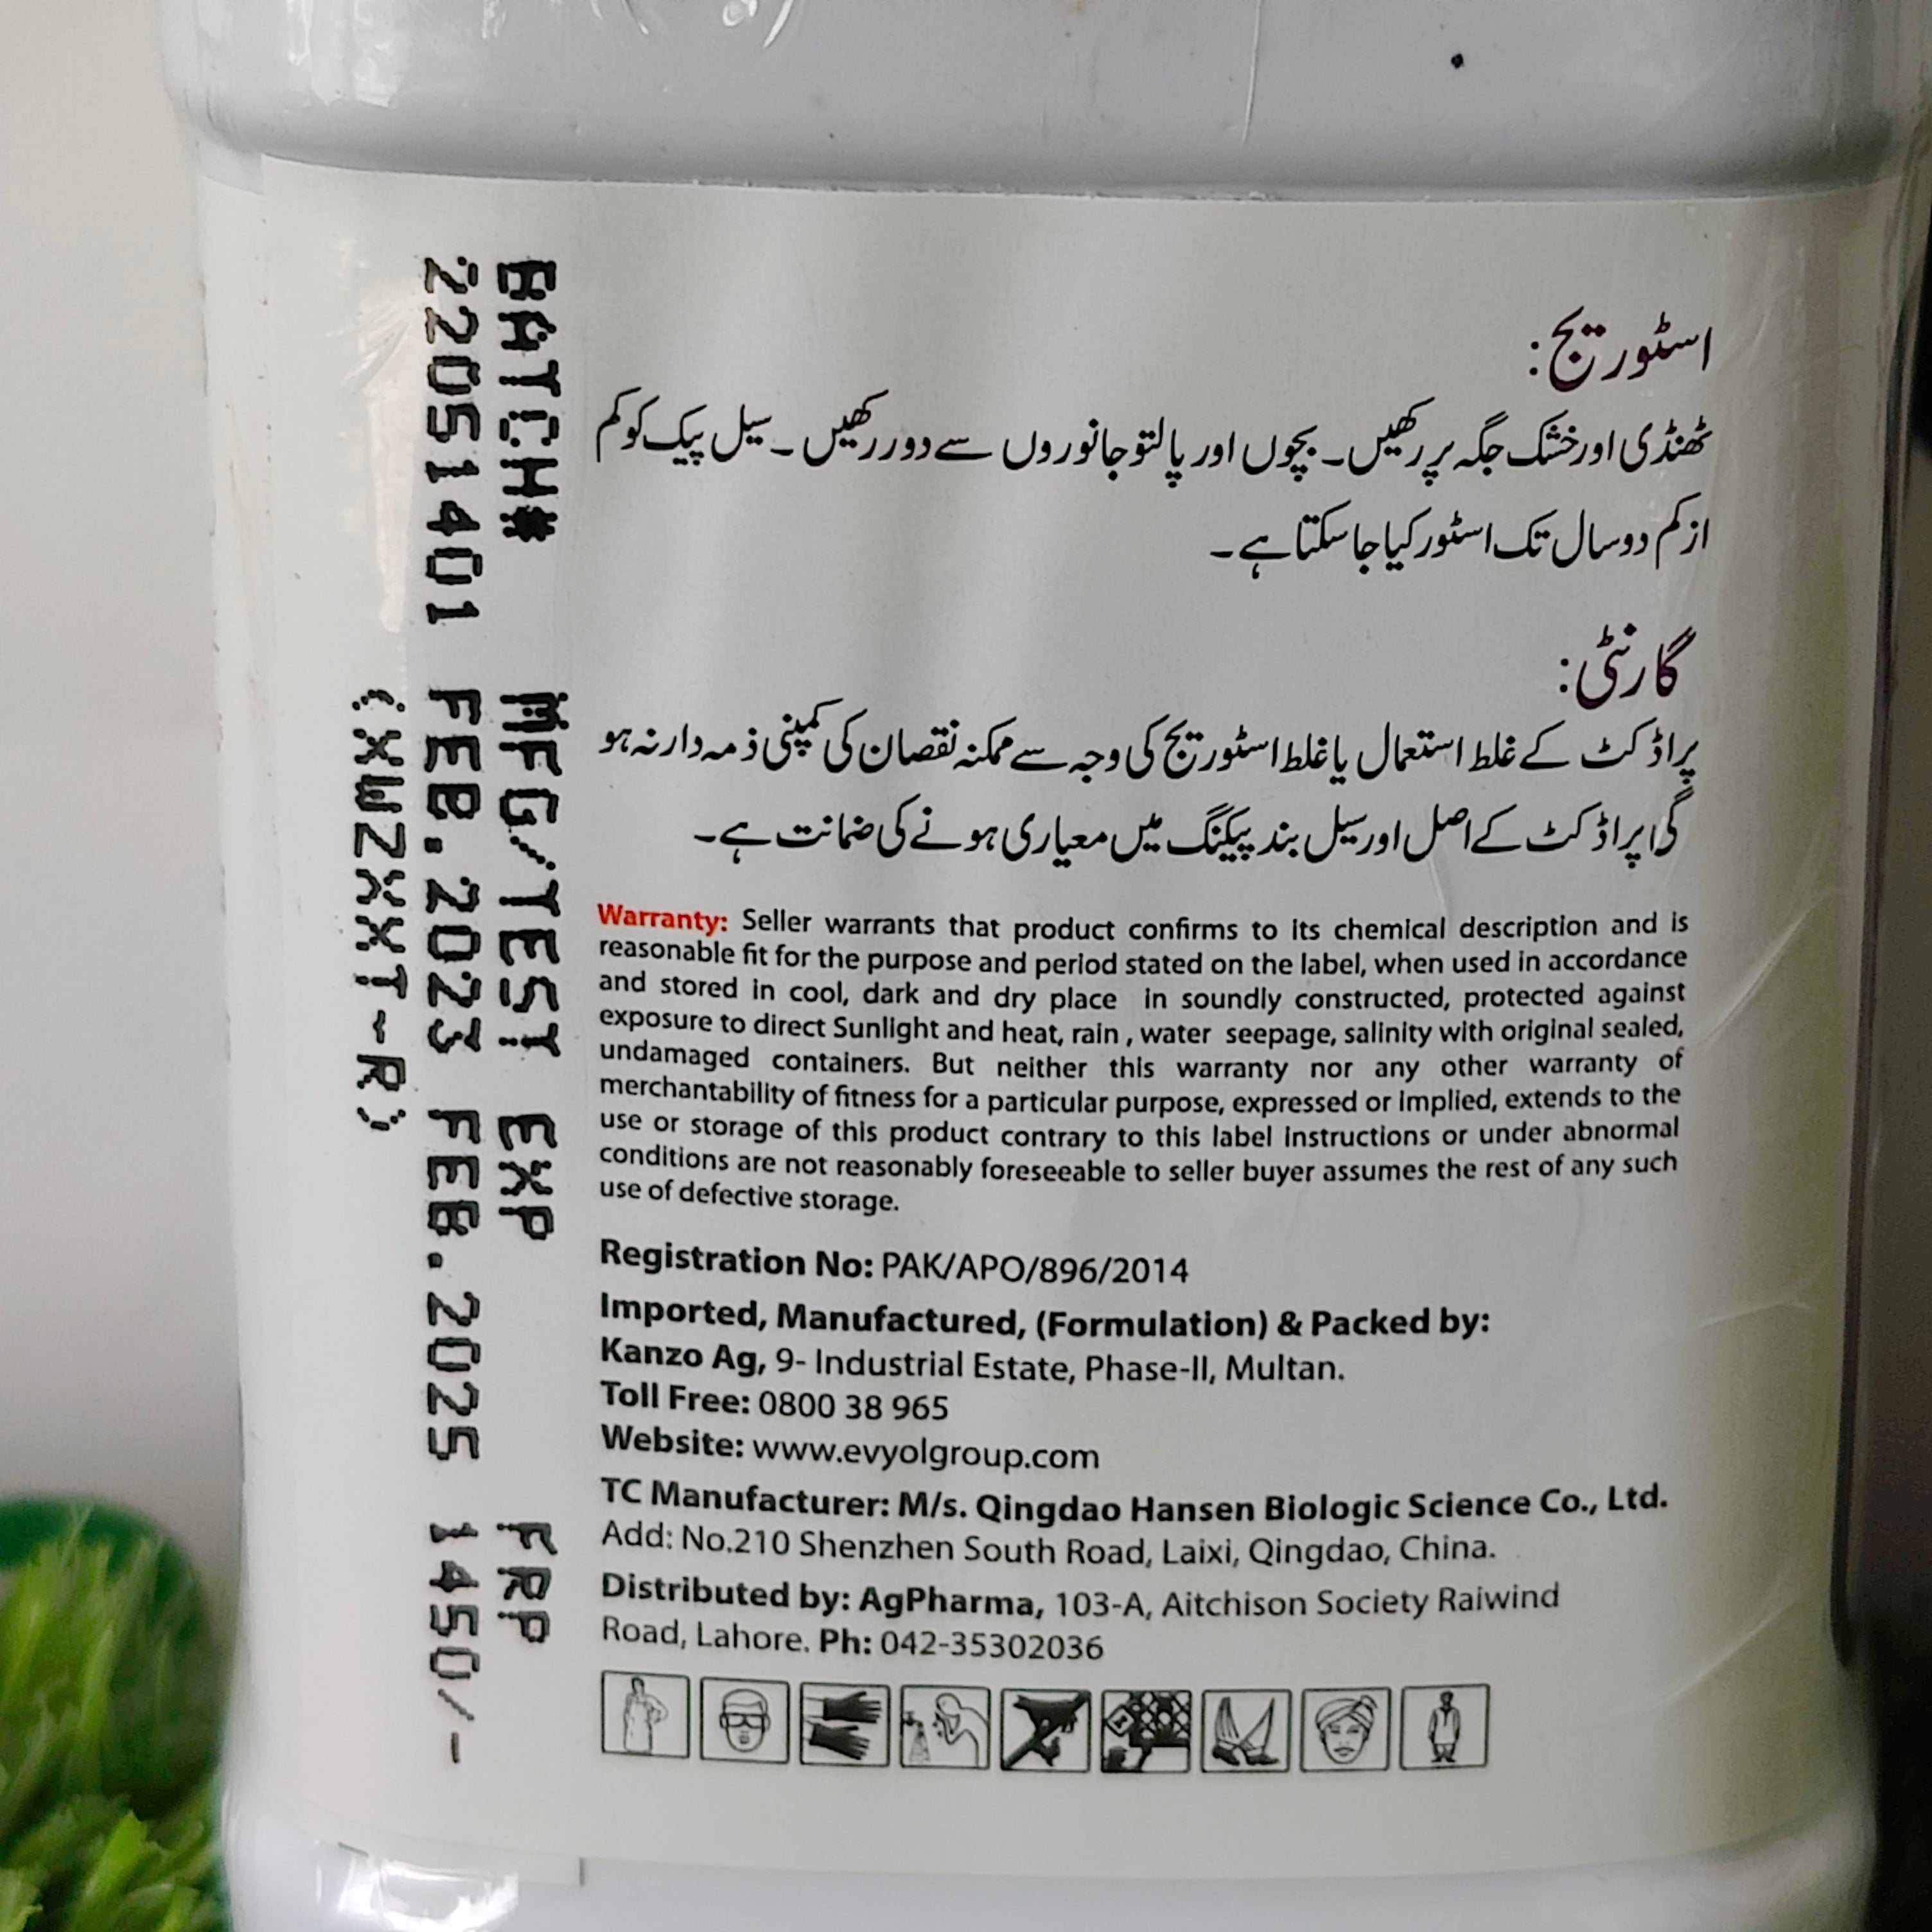 BATCH# MFG/TEST EXP FRP
22051401 FEB.2023 FEB.2025 1450/-
(XWZXXT-R)
اسٹوریج:
ٹھنڈی اور خشک جگہ پر رکھیں۔ بچوں اور پالتو جانوروں سے دور رکھیں۔ سیل پیک کو کم
از کم دو سال تک اسٹور کیا جا سکتا ہے۔
گارنٹی:
پراڈکٹ کے غلط استعمال یا غلط اسٹوریج کی وجہ سے ممکنہ نقصان کی کمپنی ذمہ دار نہ ہو
گی پراڈکٹ کے اصل اور سیل بند پیکنگ میں معیاری ہونے کی ضمانت ہے۔
Warranty: Seller warrants that product confirms to its chemical description and is
reasonable fit for the purpose and period stated on the label, when used in accordance
and stored in cool, dark and dry place in soundly constructed, protected against
exposure to direct Sunlight and heat, rain , water seepage, salinity with original sealed,
undamaged containers. But neither this warranty nor any other warranty of
merchantability of fitness for a particular purpose, expressed or implied, extends to the
use or storage of this product contrary to this label instructions or under abnormal
conditions are not reasonably foreseeable to seller buyer assumes the rest of any such
use of defective storage.
Registration No: PAK/APO/896/2014
Imported, Manufactured, (Formulation) & Packed by:
Kanzo Ag, 9- Industrial Estate, Phase-II, Multan.
Toll Free: 0800 38 965
Website: www.evyolgroup.com
TC Manufacturer: M/s. Qingdao Hansen Biologic Science Co., Ltd.
Add: No.210 Shenzhen South Road, Laixi, Qingdao, China.
Distributed by: AgPharma, 103-A, Aitchison Society Raiwind
Road, Lahore. Ph: 042-35302036